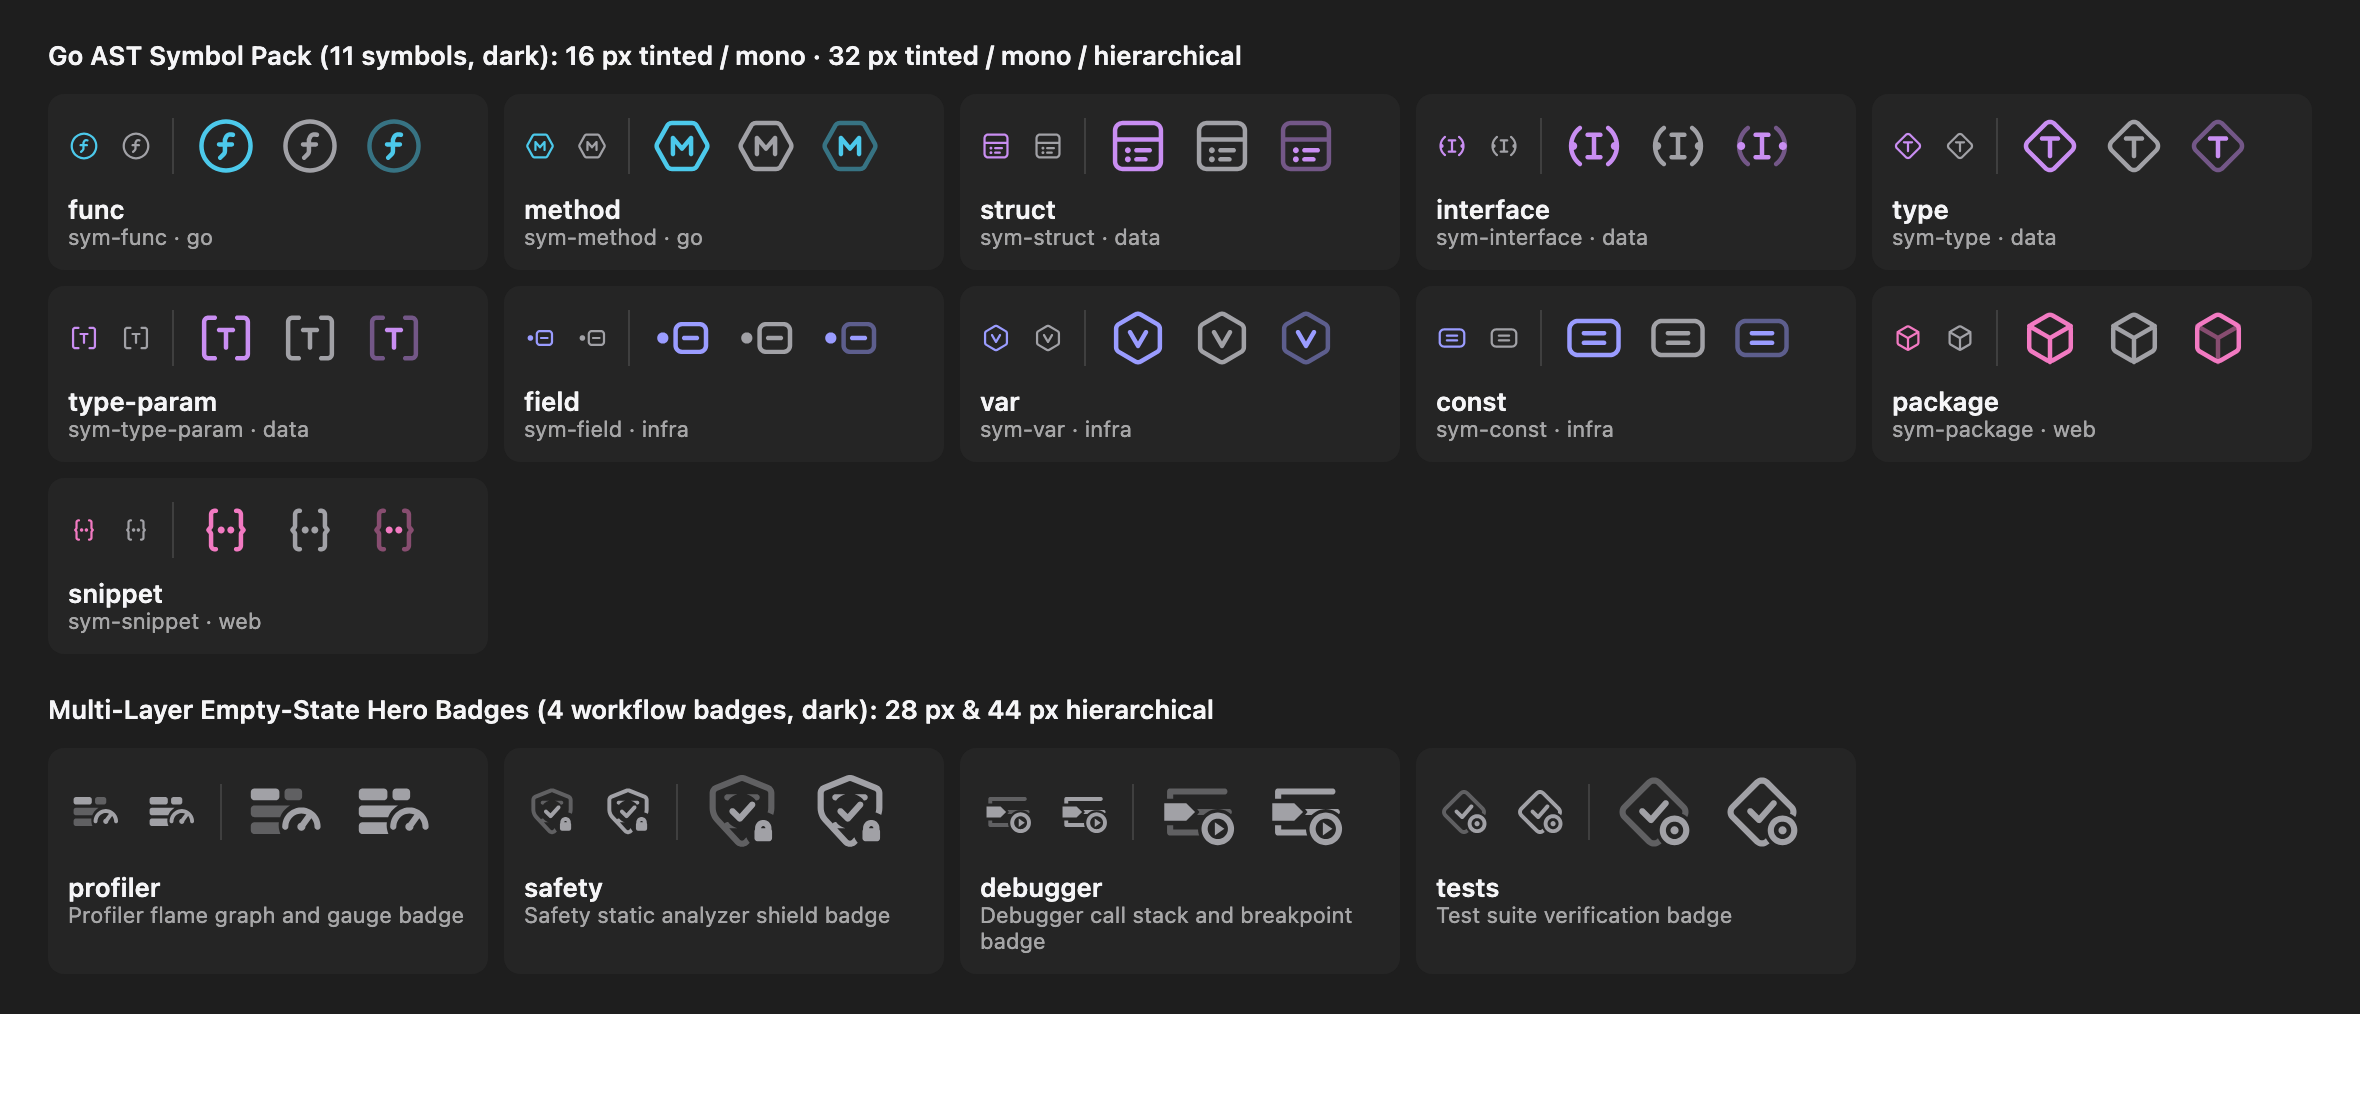 Go AST Symbol Pack (11 symbols, dark): 16 px tinted / mono · 32 px tinted / mono / hierarchical
func
sym-func · go
method
sym-method · go
struct
sym-struct · data
interface
sym-interface · data
type
sym-type · data
type-param
sym-type-param · data
field
sym-field · infra
var
sym-var · infra
const
sym-const · infra
package
sym-package · web
snippet
sym-snippet · web
Multi-Layer Empty-State Hero Badges (4 workflow badges, dark): 28 px & 44 px hierarchical
profiler
Profiler flame graph and gauge badge
safety
Safety static analyzer shield badge
debugger
Debugger call stack and breakpoint
badge
tests
Test suite verification badge